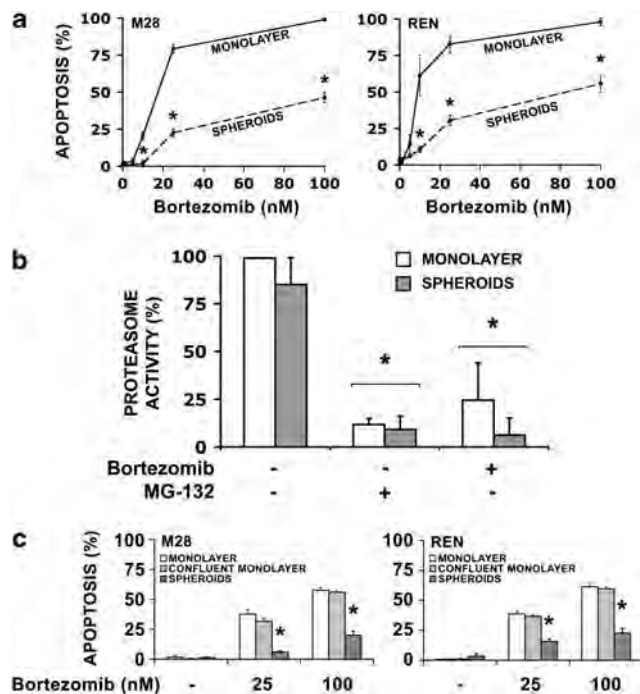 a
M28
REN
APOPTOSIS (%)
100
75
50
25
0
MONOLAYER
SPHEROIDS
*
*
*
0 20 40 60 80 100
Bortezomib (nM)
100
75
50
25
0
MONOLAYER
SPHEROIDS
*
*
*
0 20 40 60 80 100
Bortezomib (nM)
b
PROTEASOME
ACTIVITY (%)
100
75
50
25
0
MONOLAYER
SPHEROIDS
*
*
Bortezomib - - +
MG-132 - + -
c
APOPTOSIS (%)
100
75
50
25
0
M28
MONOLAYER
CONFLUENT MONOLAYER
SPHEROIDS
*
*
100
75
50
25
0
REN
MONOLAYER
CONFLUENT MONOLAYER
SPHEROIDS
*
*
Bortezomib (nM) - 25 100 - 25 100